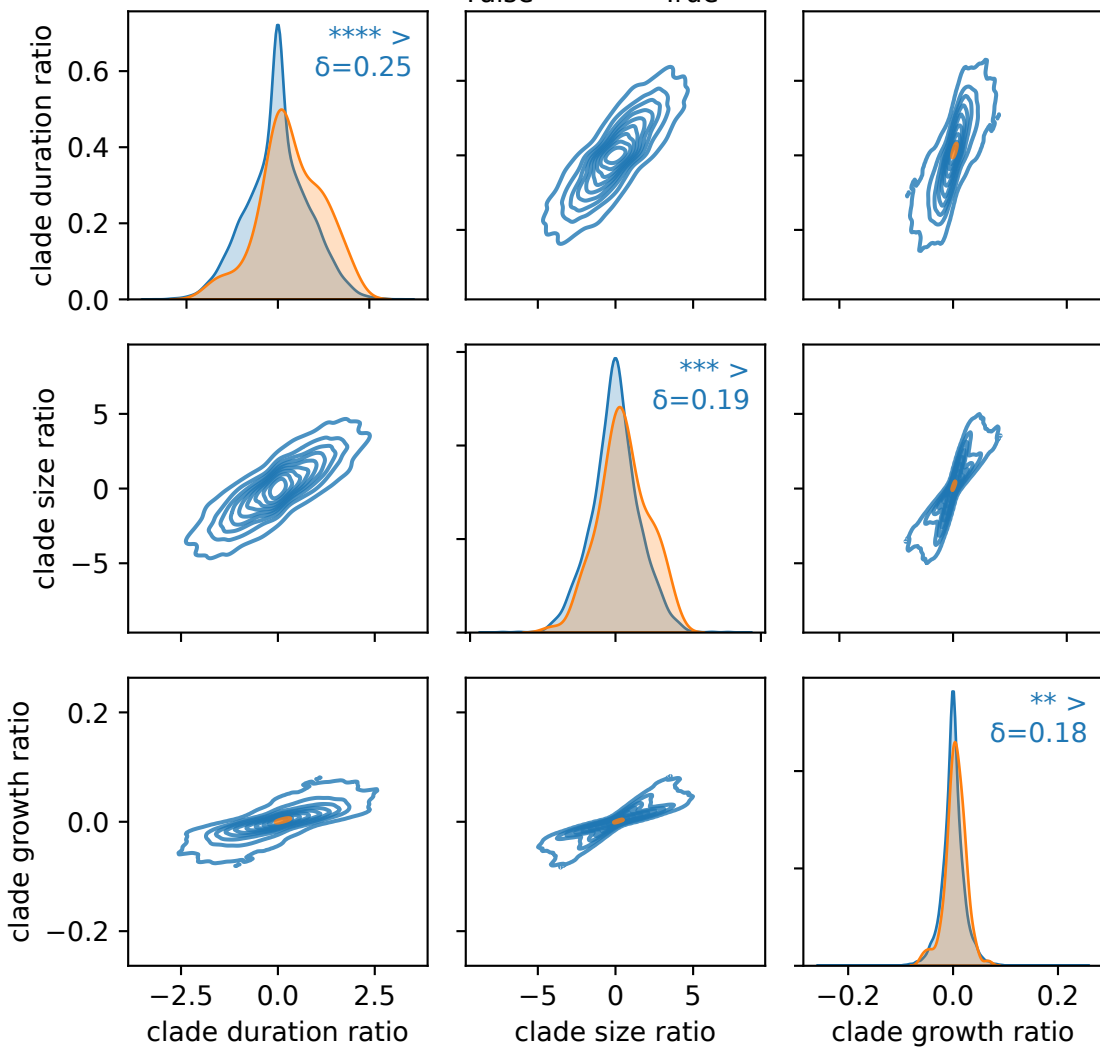 clade duration ratio
0.6
0.4
0.2
0.0
**** >
δ=0.25
clade size ratio
5
0
−5
*** >
δ=0.19
clade growth ratio
0.2
0.0
−0.2
** >
δ=0.18
−2.5 0.0 2.5
−5 0 5
−0.2 0.0 0.2
clade duration ratio
clade size ratio
clade growth ratio